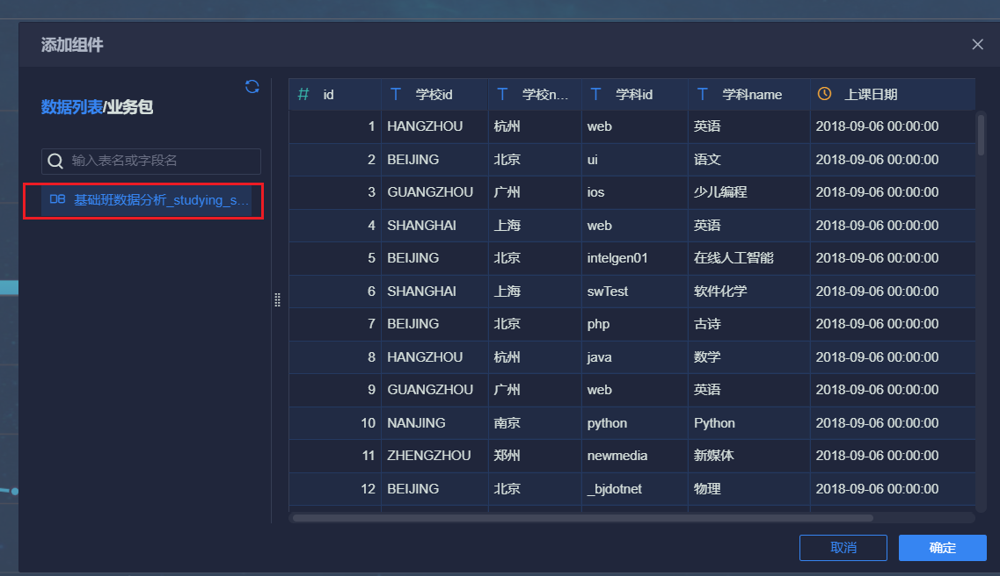 添加组件
数据列表/业务包
输入表名或字段名
DB 基础班数据分析_studying_s...
# id T 学校id T 学校n... T 学科id T 学科name 上课日期
1 HANGZHOU 杭州 web 英语 2018-09-06 00:00:00
2 BEIJING 北京 ui 语文 2018-09-06 00:00:00
3 GUANGZHOU 广州 ios 少儿编程 2018-09-06 00:00:00
4 SHANGHAI 上海 web 英语 2018-09-06 00:00:00
5 BEIJING 北京 intelgen01 在线人工智能 2018-09-06 00:00:00
6 SHANGHAI 上海 swTest 软件化学 2018-09-06 00:00:00
7 BEIJING 北京 php 古诗 2018-09-06 00:00:00
8 HANGZHOU 杭州 java 数学 2018-09-06 00:00:00
9 GUANGZHOU 广州 web 英语 2018-09-06 00:00:00
10 NANJING 南京 python Python 2018-09-06 00:00:00
11 ZHENGZHOU 郑州 newmedia 新媒体 2018-09-06 00:00:00
12 BEIJING 北京 _bjdotnet 物理 2018-09-06 00:00:00
取消 确定